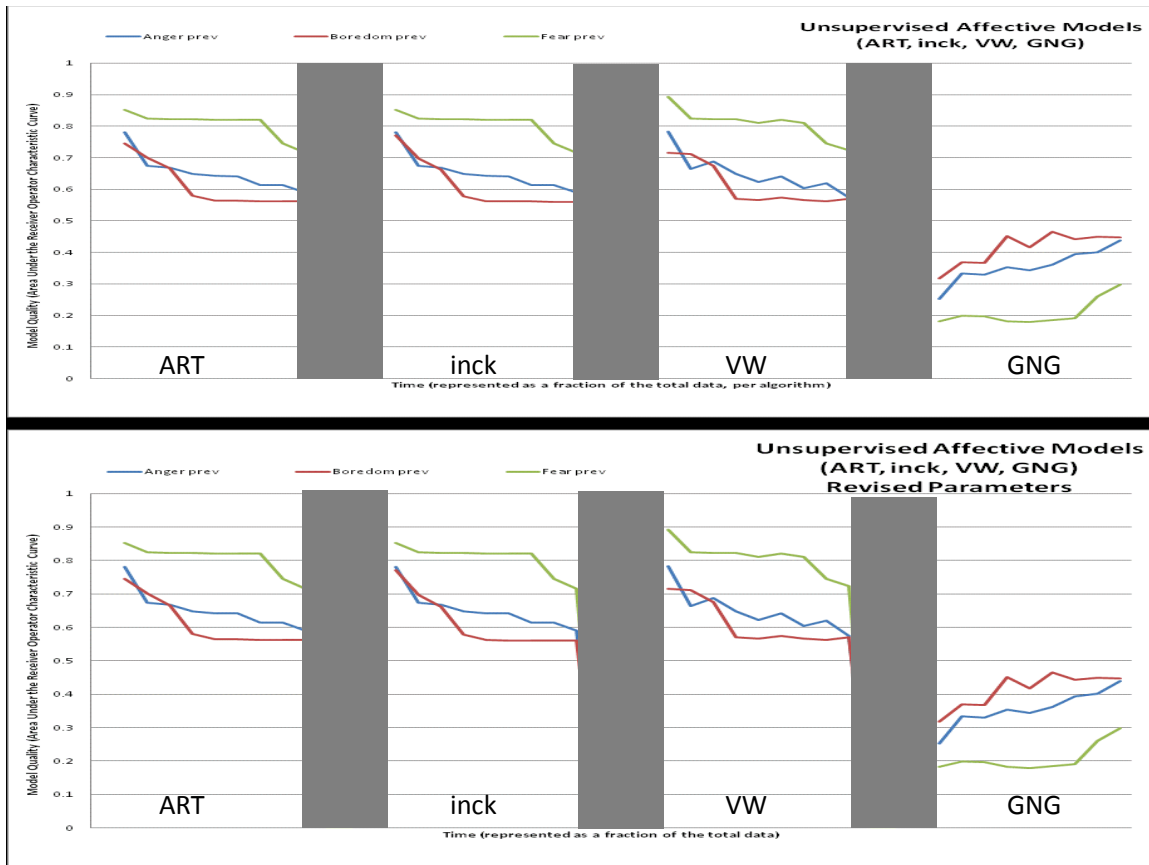 Unsupervised Affective Models
(ART, inck, VW, GNG)
Anger prev
Boredom prev
Fear prev
Model Quality (Area Under the Receiver Operator Characteristic Curve)
1
0.9
0.8
0.7
0.6
0.5
0.4
0.3
0.2
0.1
0
ART
inck
VW
GNG
Time (represented as a fraction of the total data, per algorithm)
Unsupervised Affective Models
(ART, inck, VW, GNG)
Revised Parameters
Anger prev
Boredom prev
Fear prev
Model Quality (Area Under the Receiver Operator Characteristic Curve)
1
0.9
0.8
0.7
0.6
0.5
0.4
0.3
0.2
0.1
0
ART
inck
VW
GNG
Time (represented as a fraction of the total data)